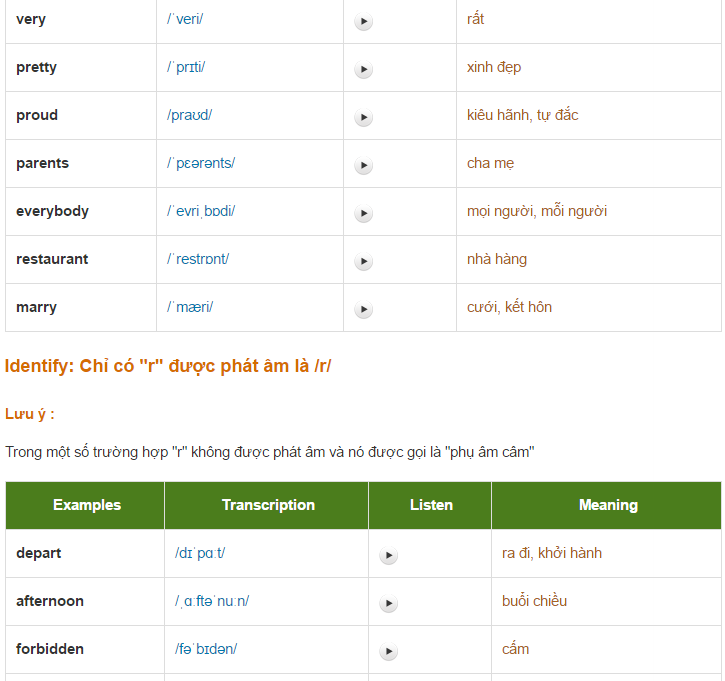 very /ˈveri/ rất
pretty /ˈprɪti/ xinh đẹp
proud /praʊd/ kiêu hãnh, tự đắc
parents /ˈpɛərənts/ cha mẹ
everybody /ˈevriˌbɒdi/ mọi người, mỗi người
restaurant /ˈrestrɒnt/ nhà hàng
marry /ˈmæri/ cưới, kết hôn
Identify: Chỉ có "r" được phát âm là /r/
Lưu ý :
Trong một số trường hợp "r" không được phát âm và nó được gọi là "phụ âm câm"
Examples Transcription Listen Meaning
depart /dɪˈpɑːt/ ra đi, khởi hành
afternoon /ˌɑːftəˈnuːn/ buổi chiều
forbidden /fəˈbɪdən/ cấm